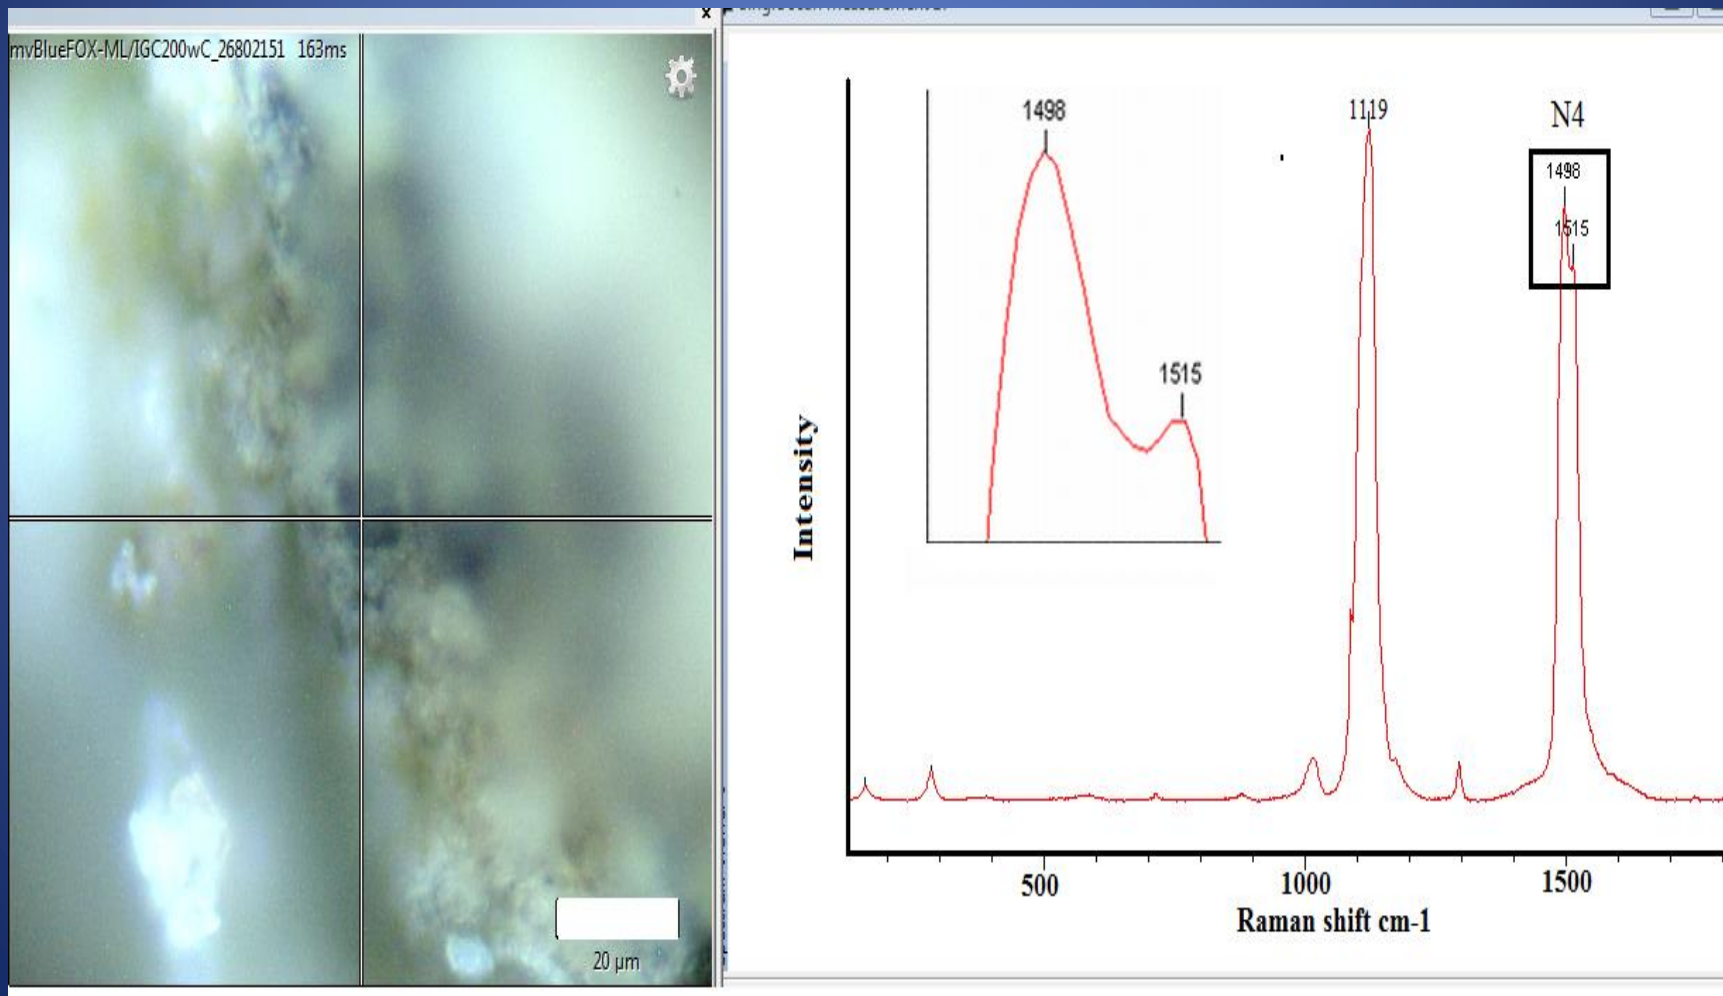 x
mvBlueFOX-ML/IGC200wC_26802151 163ms
20 µm
1498
1515
1119
N4
1498
1515
Intensity
500
1000
1500
Raman shift cm-1